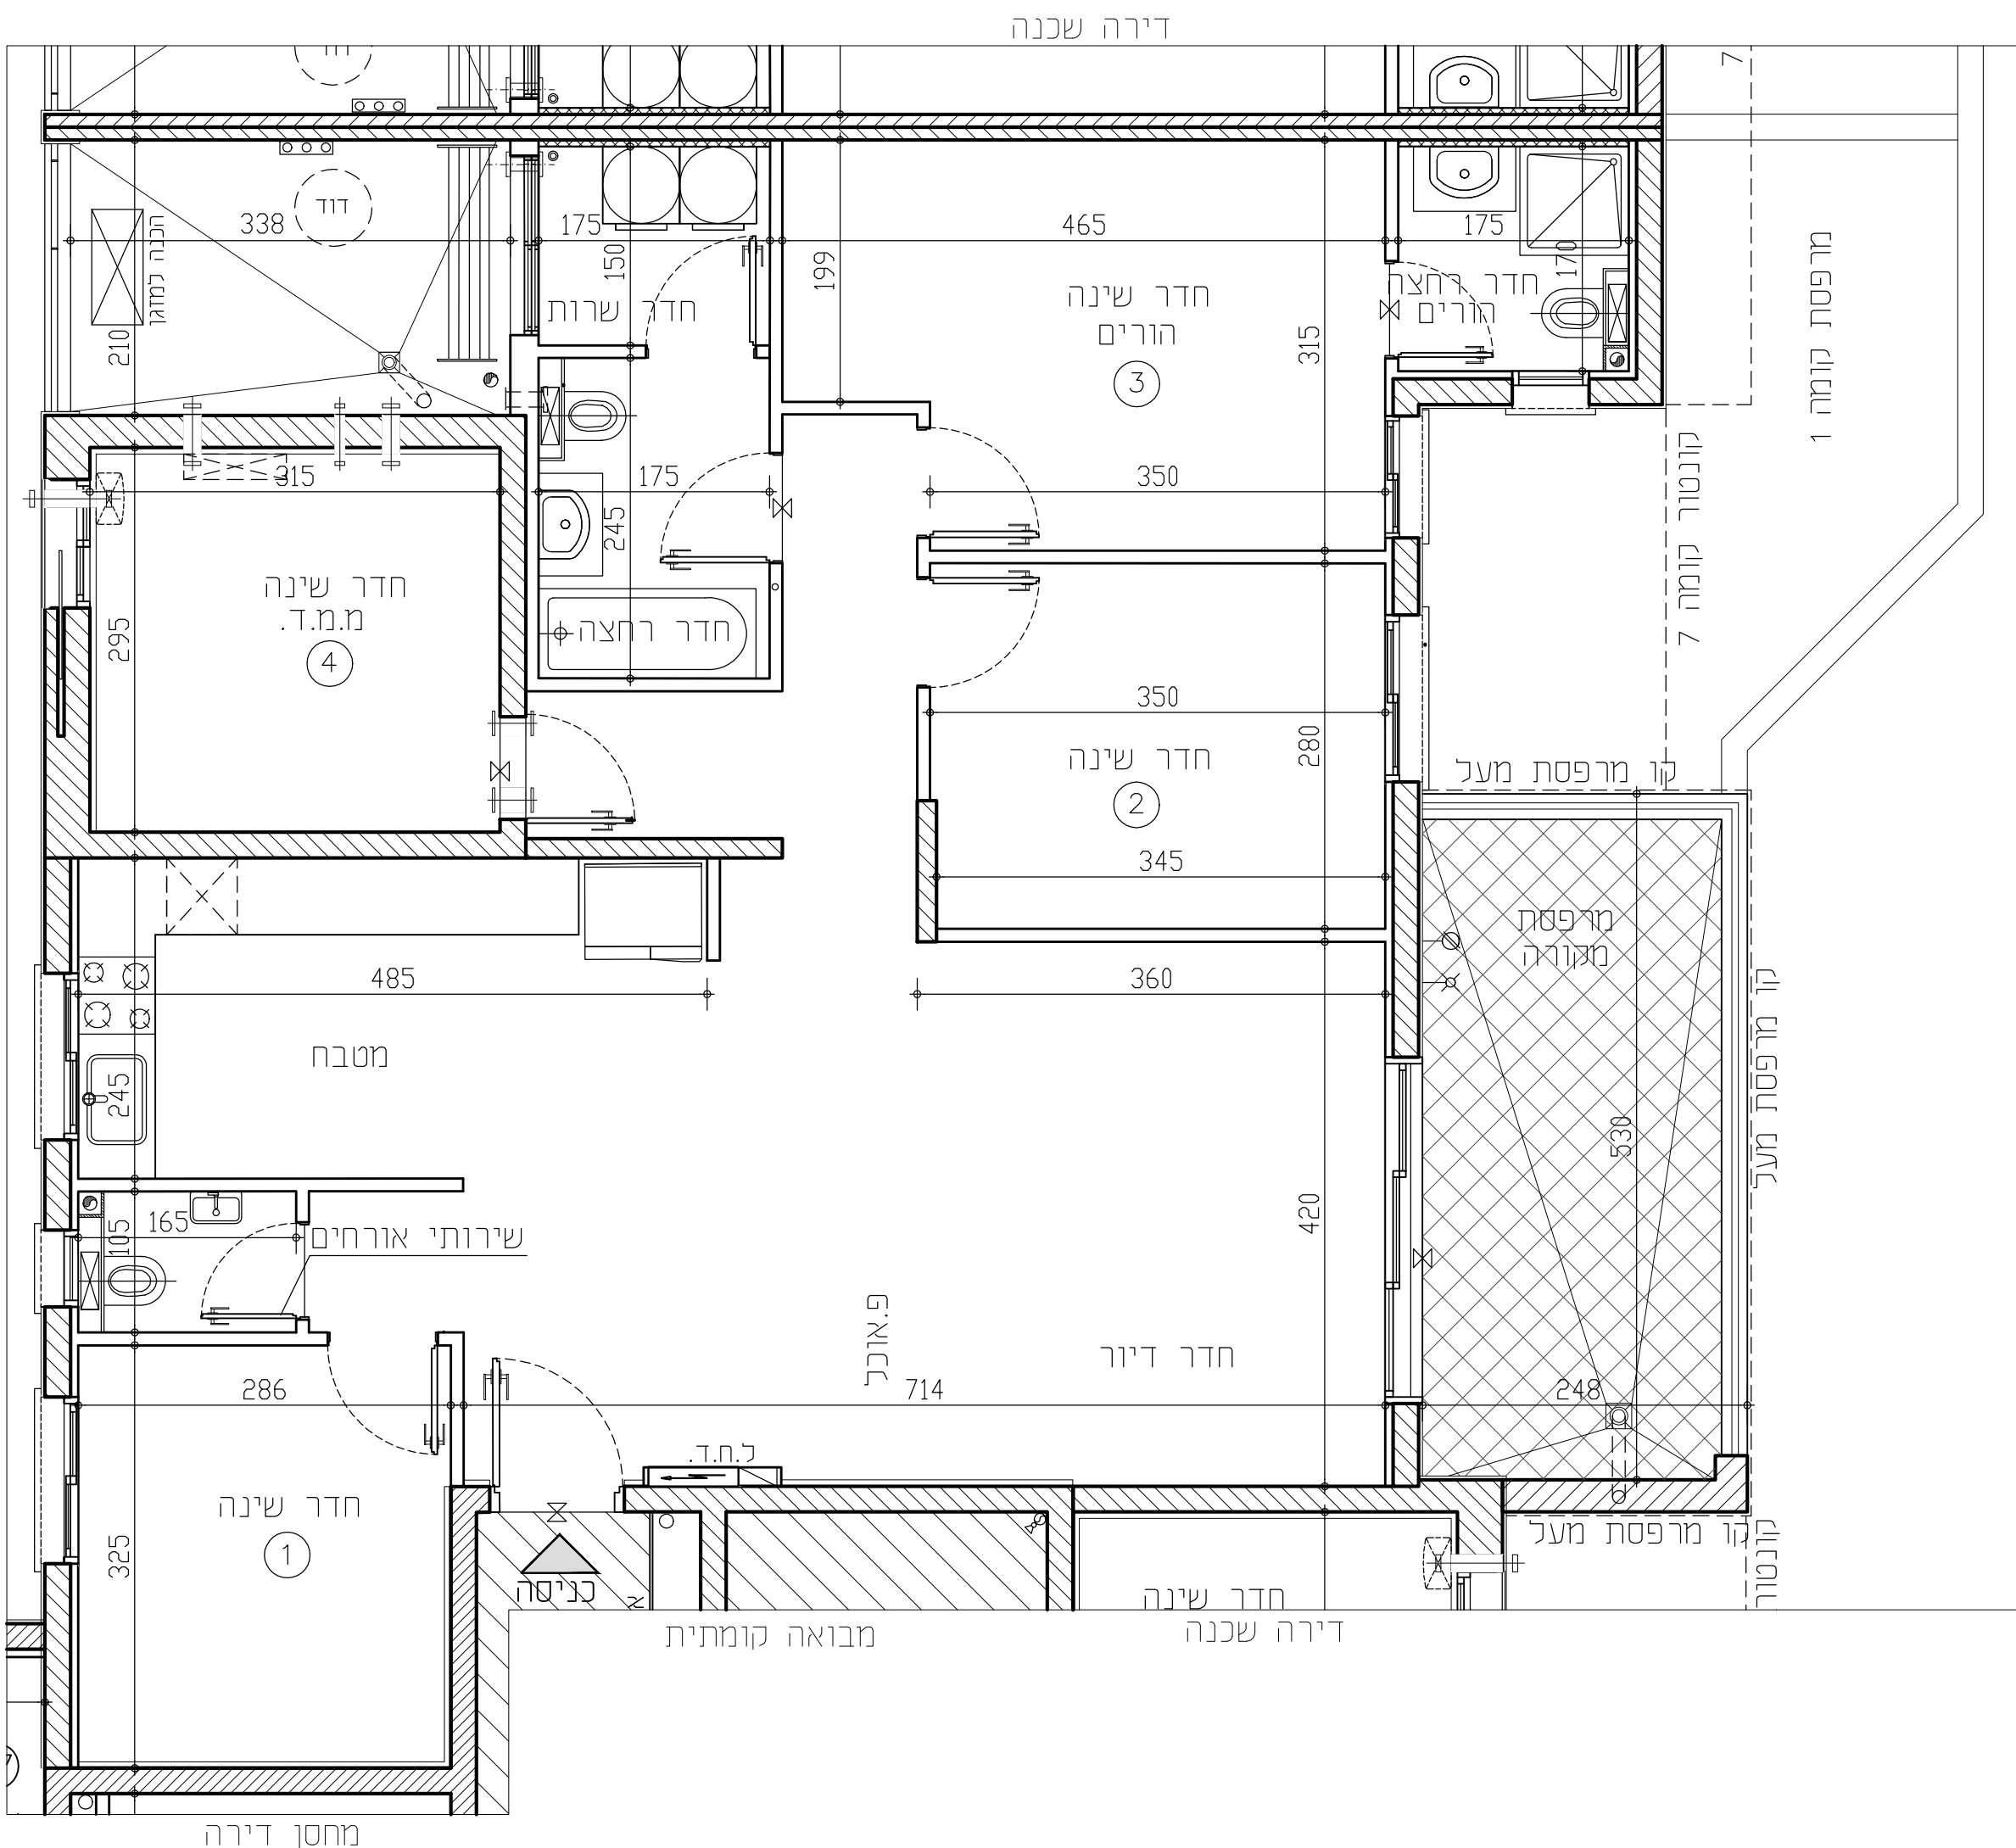 דירה שכנה
7
דוד
338
175
465
175
הכנה למזגן
210
150
חדר שרות
199
חדר שינה
הורים
3
315
חדר רחצה
הורים
170
מרפסת קומה 1
קונטור קומה 7
315
175
350
245
חדר שינה
מ.מ.ד.
4
295
חדר רחצה
350
חדר שינה
2
280
345
קו מרפסת מעל
מרפסת
מקורה
485
360
מטבח
245
קו מרפסת מעל
530
165
105
שירותי אורחים
420
פ.אוכל
חדר דיור
286
714
248
ל.ח.ד.
חדר שינה
1
325
כניסה
א
קו מרפסת מעל
קונטור
חדר שינה
מבואה קומתית
דירה שכנה
7
מחסן דירה